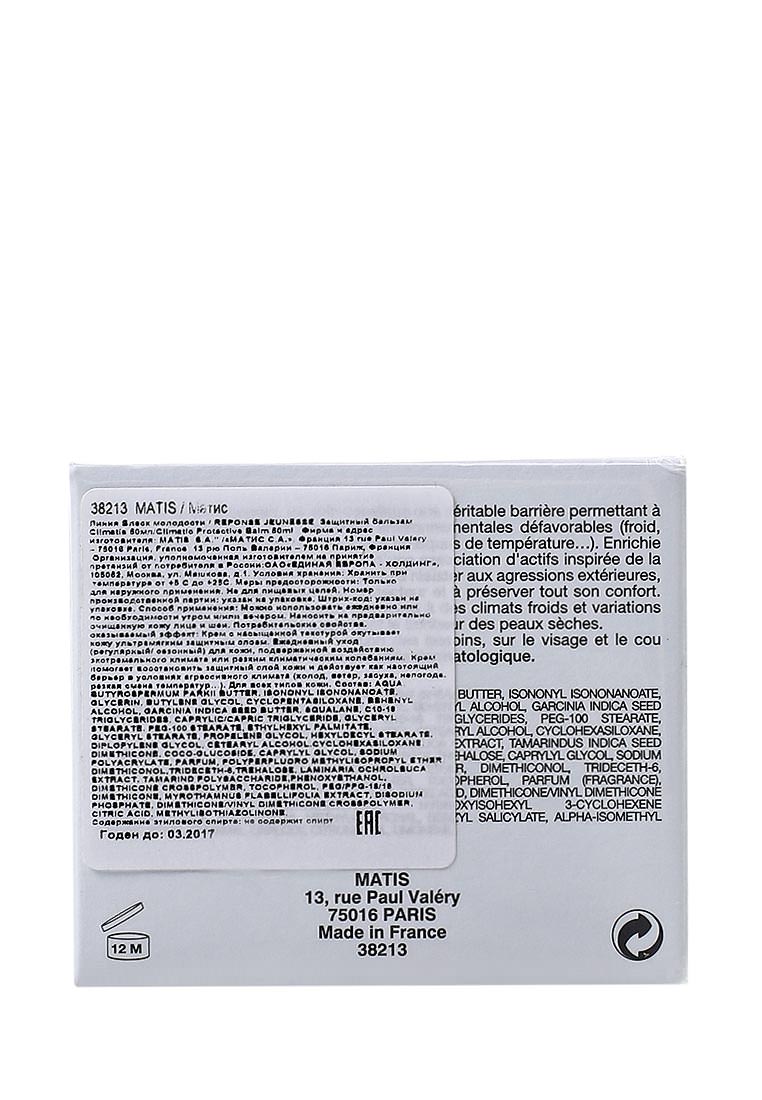 38213 MATIS / Матис
Линия Блеск молодости / REPONSE JEUNESSE Защитный бальзам
Climatis 50мл/Climatis Protective Balm 50ml Фирма и адрес
изготовителя: MATIS S.A." /«МАТИС С.А.» Франция 13 rue Paul Valery
– 75016 Paris, France 13 рю Поль Валерии – 75016 Париж, Франция
Организация, уполномоченная изготовителем на принятие
претензий от потребителя в России:ОАО«ЕДИНАЯ ЕВРОПА - ХОЛДИНГ»,
105082, Москва, ул. д.1. Условия хранения: Хранить при
температуре от +5 С до +25С. Меры предосторожности: Только
для наружного применения. Не для пищевых целей. Номер
производственной партии: указан на упаковке. Штрих-код: указан на
упаковке. Способ применения: Можно использовать ежедневно или
по необходимости утром и/или вечером. Наносить на предварительно
очищенную кожу лица и шеи. Потребительские свойства,
оказываемый эффект: Крем с насыщенной текстурой окутывает
кожу ультрамягким защитным слоем. Ежедневный уход
(регулярный/ сезонный) для кожи, подверженной воздействию
экстремального климата или резким климатическим колебаниям. Крем
помогает восстановить защитный слой кожи и действует как настоящий
барьер в условиях агрессивного климата (холод, ветер, засуха, непогода,
резкая смена температур...). Для всех типов кожи. Состав: AQUA
BUTYROSPERMUM PARKII BUTTER, ISONONYL ISONONANOATE,
GLYCERIN, BUTYLENE GLYCOL, CYCLOPENTASILOXANE, BEHENYL
ALCOHOL, GARCINIA INDICA SEED BUTTER, SQUALANE, C10-18
TRIGLYCERIDES, CAPRYLIC/CAPRIC TRIGLYCERIDE, GLYCERYL
STEARATE, PEG-100 STEARATE, ETHYLHEXYL PALMITATE,
GLYCERYL STEARATE, PROPYLENE GLYCOL, HEXYLDECYL STEARATE,
DIPLOPYLENE GLYCOL, CETEARYL ALCOHOL,CYCLOHEXASILOXANE,
DIMETHICONE, COCO-GLUCOSIDE, CAPRYLYL GLYCOL, SODIUM
POLYACRYLATE, PARFUM, POLYPERFLUORO METHYLISOPROPYL ETHER
DIMETHICONOL,TRIDECETH-6,TREHALOSE, LAMINARIA OCHROLEUCA
EXTRACT, TAMARIND POLYSACCHARIDE,PHENOXYETHANOL,
DIMETHICONE CROSSPOLYMER, TOCOPHEROL, PEG/PPG-18/18
DIMETHICONE, MYROTHAMNUS FLABELLIFOLIA EXTRACT, DISODIUM
PHOSPHATE, DIMETHICONE/VINYL DIMETHICONE CROSSPOLYMER,
CITRIC ACID, METHYLISOTHIAZOLINONE.
Содержание этилового спирта: не содержит спирт
EAC
Годен до: 03.2017
éritable barrière permettant à
mentales défavorables (froid,
s de température...). Enrichie
ciation d'actifs inspirée de la
er aux agressions extérieures,
à préserver tout son confort.
es climats froids et variations
ur des peaux sèches.
oins, sur le visage et le cou
atologique.
BUTTER, ISONONYL ISONONANOATE,
YL ALCOHOL, GARCINIA INDICA SEED
GLYCERIDES, PEG-100 STEARATE,
RYL ALCOHOL, CYCLOHEXASILOXANE,
EXTRACT, TAMARINDUS INDICA SEED
HALOSE, CAPRYLYL GLYCOL, SODIUM
R, DIMETHICONOL, TRIDECETH-6,
OPHEROL, PARFUM (FRAGRANCE),
D, DIMETHICONE/VINYL DIMETHICONE
OXYISOHEXYL 3-CYCLOHEXENE
ZYL SALICYLATE, ALPHA-ISOMETHYL
MATIS
13, rue Paul Valéry
75016 PARIS
Made in France
38213
12 M